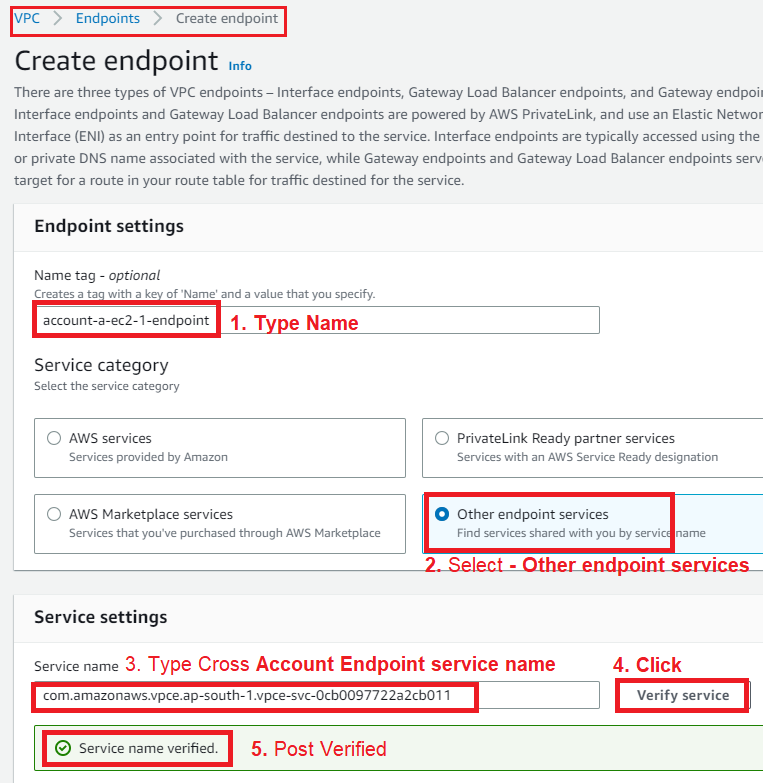 VPC > Endpoints > Create endpoint
Create endpoint Info
There are three types of VPC endpoints – Interface endpoints, Gateway Load Balancer endpoints, and Gateway
Interface endpoints and Gateway Load Balancer endpoints are powered by AWS PrivateLink, and use an Elastic
Interface (ENI) as an entry point for traffic destined to the service. Interface endpoints are typically accessed using the
or private DNS name associated with the service, while Gateway endpoints and Gateway Load Balancer endpoints
target for a route in your route table for traffic destined for the service.
Endpoint settings
Name tag - optional
Creates a tag with a key of 'Name' and a value that you specify.
account-a-ec2-1-endpoint 1. Type Name
Service category
Select the service category
AWS services
Services provided by Amazon
PrivateLink Ready partner services
Services with an AWS Service Ready designation
AWS Marketplace services
Services that you've purchased through AWS Marketplace
Other endpoint services
Find services shared with you by service name
2. Select - Other endpoint services
Service settings
Service name 3. Type Cross Account Endpoint service name 4. Click
com.amazonaws.vpce.ap-south-1.vpce-svc-0cb0097722a2cb011 Verify service
Service name verified. 5. Post Verified